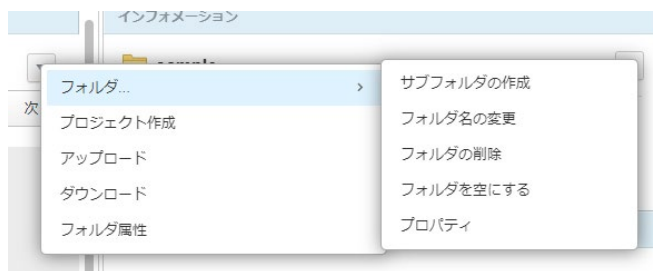 インフォメーション
sample
次
フォルダ...
プロジェクト作成
アップロード
ダウンロード
フォルダ属性
サブフォルダの作成
フォルダ名の変更
フォルダの削除
フォルダを空にする
プロパティ